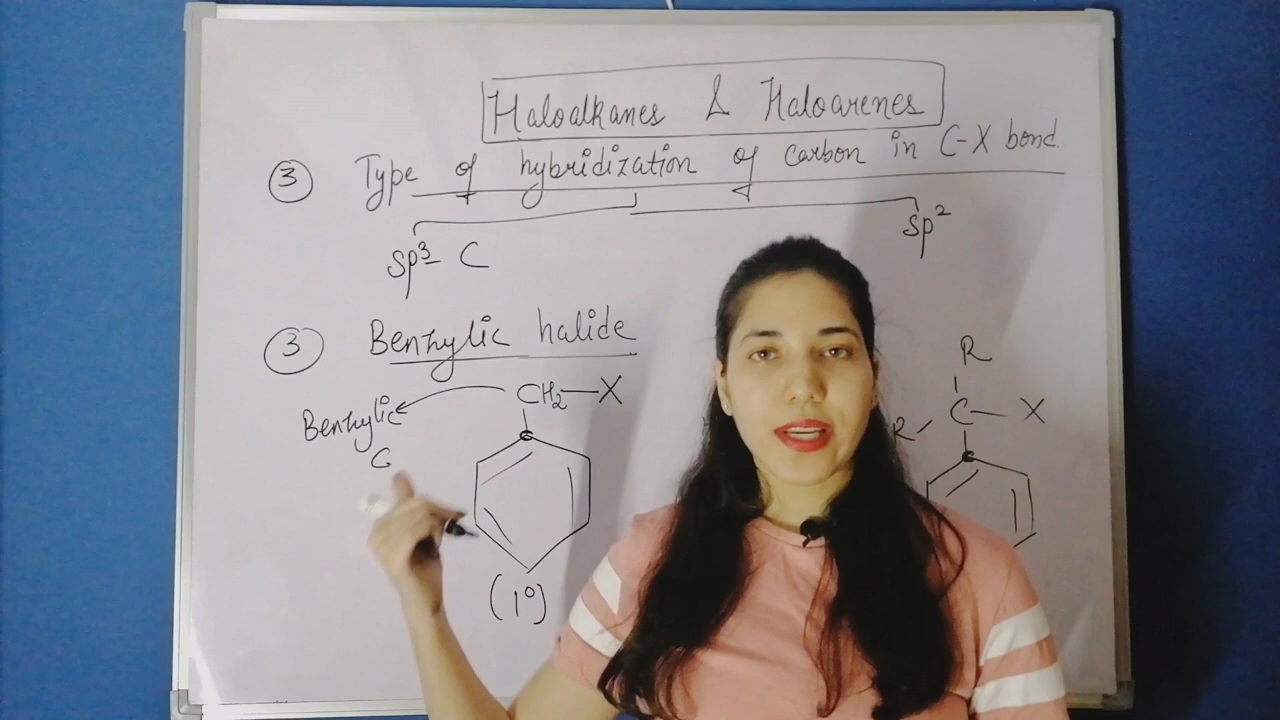 Haloalkanes & Haloarenes
③ Type of hybridization of carbon in C-X bond
Sp³- C
Sp²
③ Benzylic halide
CH₂-X
Benzylic
C
(1°)
R
R C - X